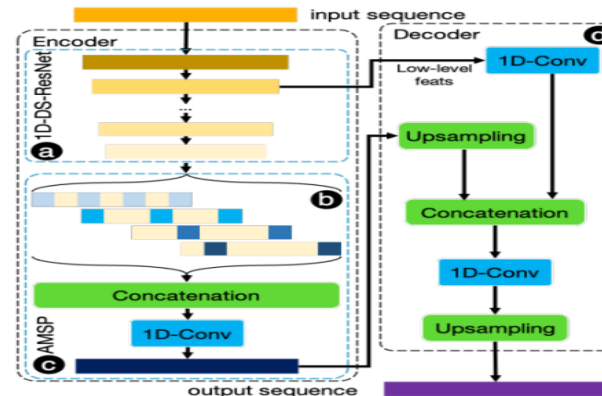 input sequence
Encoder
Decoder
1D-DS-ResNet
1D-Conv
Low-level
feats
...
a
Upsampling
b
Concatenation
Concatenation
1D-Conv
1D-Conv
AMSP
c
Upsampling
output sequence